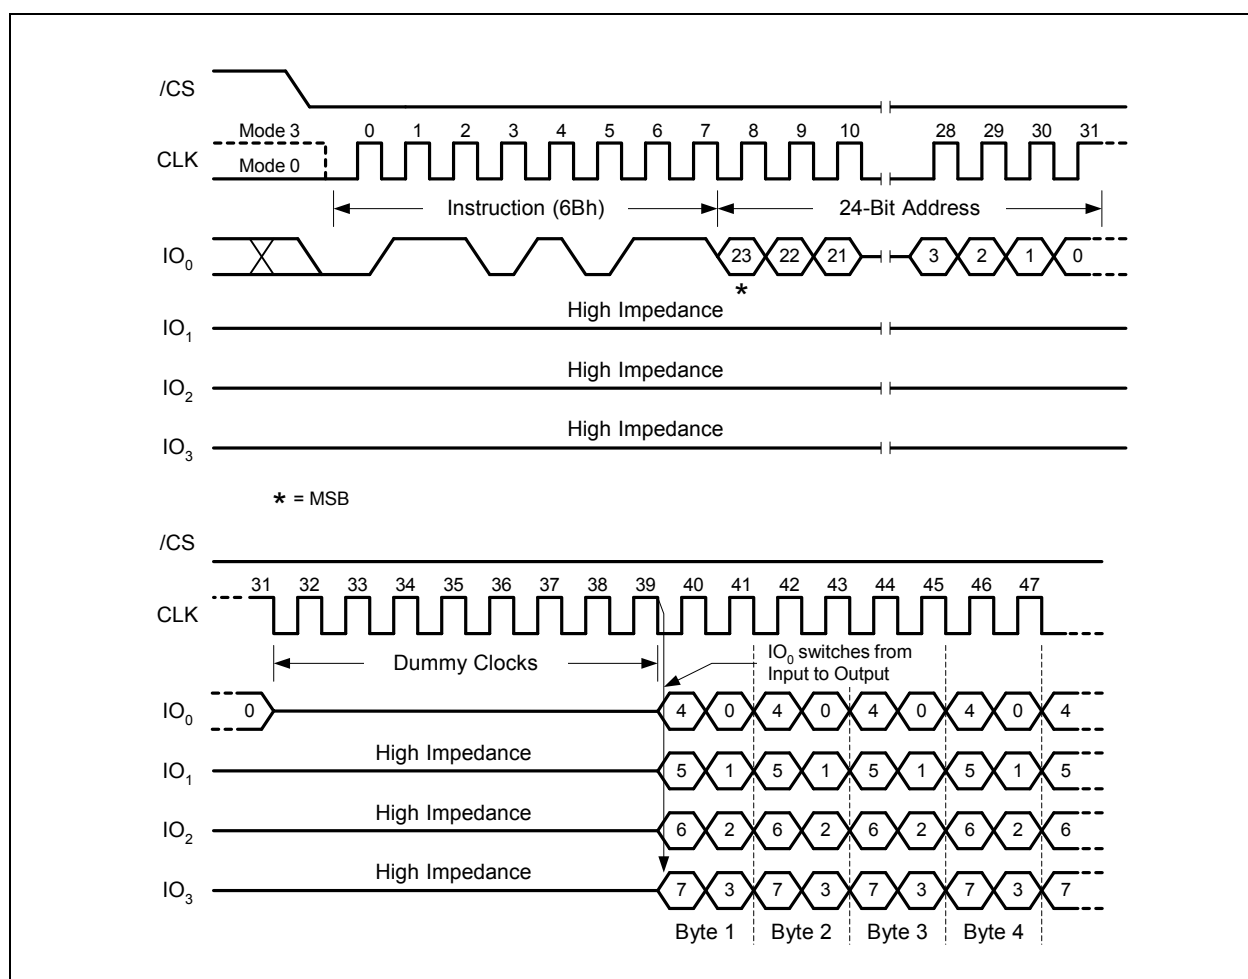 /CS
Mode 3 0 1 2 3 4 5 6 7 8 9 10 28 29 30 31
CLK
Mode 0
Instruction (6Bh) 24-Bit Address
IO0 23 22 21 3 2 1 0
*
High Impedance
IO1
High Impedance
IO2
High Impedance
IO3
* = MSB
/CS
31 32 33 34 35 36 37 38 39 40 41 42 43 44 45 46 47
CLK
Dummy Clocks
IO0 switches from
Input to Output
IO0 0 4 0 4 0 4 0 4 0 4
High Impedance
IO1 5 1 5 1 5 1 5 1 5
High Impedance
IO2 6 2 6 2 6 2 6 2 6
High Impedance
IO3 7 3 7 3 7 3 7 3 7
Byte 1 Byte 2 Byte 3 Byte 4